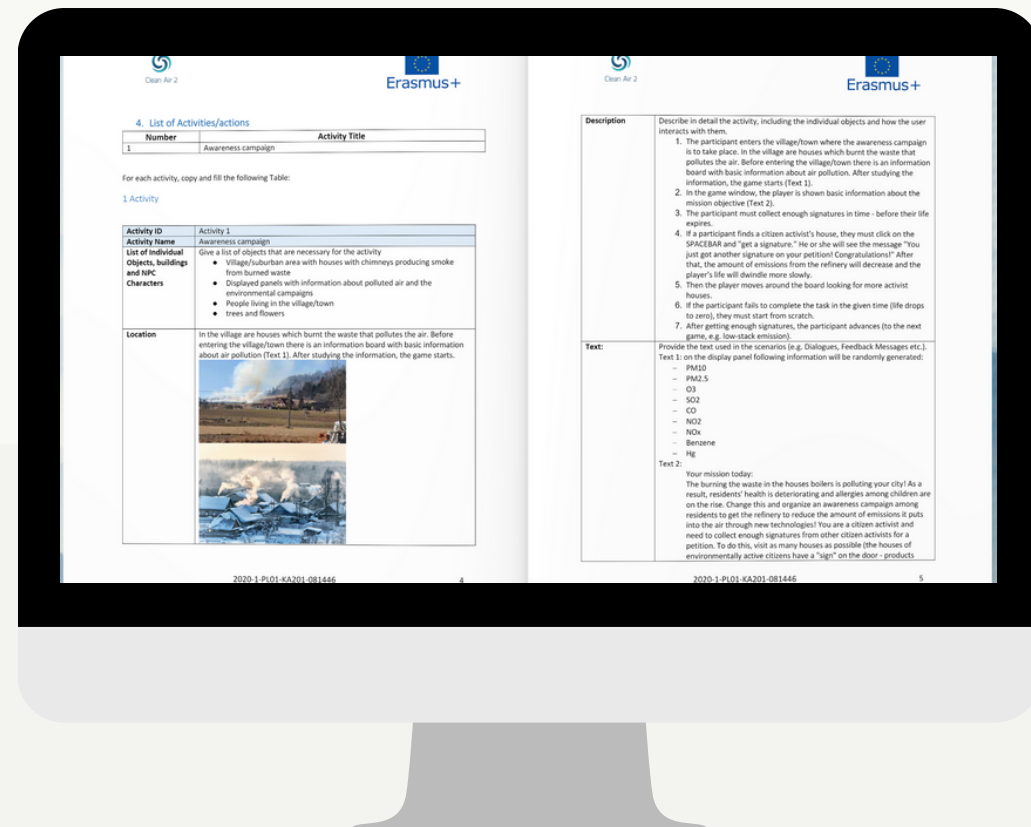 Clean Air 2
Erasmus+
4. List of Activities/actions
Number Activity Title
1 Awareness campaign
For each activity, copy and fill the following Table:
1 Activity
Activity ID Activity 1
Activity Name Awareness campaign
List of Individual Objects, buildings and NPC Characters
Give a list of objects that are necessary for the activity
● Village/suburban area with houses with chimneys producing smoke
from burned waste
● Displayed panels with information about polluted air and the
environmental campaigns
● People living in the village/town
● trees and flowers
Location In the village are houses which burnt the waste that pollutes the air. Before
entering the village/town there is an information board with basic information
about air pollution (Text 1). After studying the information, the game starts.
2020-1-PL01-KA201-081446 4
Clean Air 2
Erasmus+
Description Describe in detail the activity, including the individual objects and how the user
interacts with them.
1. The participant enters the village/town where the awareness campaign
is to take place. In the village are houses which burnt the waste that
pollutes the air. Before entering the village/town there is an information
board with basic information about air pollution. After studying the
information, the game starts (Text 1).
2. In the game window, the player is shown basic information about the
mission objective (Text 2).
3. The participant must collect enough signatures in time - before their life
expires.
4. If a participant finds a citizen activist's house, they must click on the
SPACEBAR and "get a signature." He or she will see the message "You
just got another signature on your petition! Congratulations!" After
that, the amount of emissions from the refinery will decrease and the
player's life will dwindle more slowly.
5. Then the player moves around the board looking for more activist
houses.
6. If the participant fails to complete the task in the given time (life drops
to zero), they must start from scratch.
7. After getting enough signatures, the participant advances (to the next
game, e.g. low-stack emission).
Text: Provide the text used in the scenarios (e.g. Dialogues, Feedback Messages etc.).
Text 1: on the display panel following information will be randomly generated:
– PM10
– PM2.5
– O3
– SO2
– CO
– NO2
– NOx
– Benzene
– Hg
Text 2:
Your mission today:
The burning the waste in the houses boilers is polluting your city! As a
result, residents' health is deteriorating and allergies among children are
on the rise. Change this and organize an awareness campaign among
residents to get the refinery to reduce the amount of emissions it puts
into the air through new technologies! You are a citizen activist and
need to collect enough signatures from other citizen activists for a
petition. To do this, visit as many houses as possible (the houses of
environmentally active citizens have a "sign" on the door - products
2020-1-PL01-KA201-081446 5